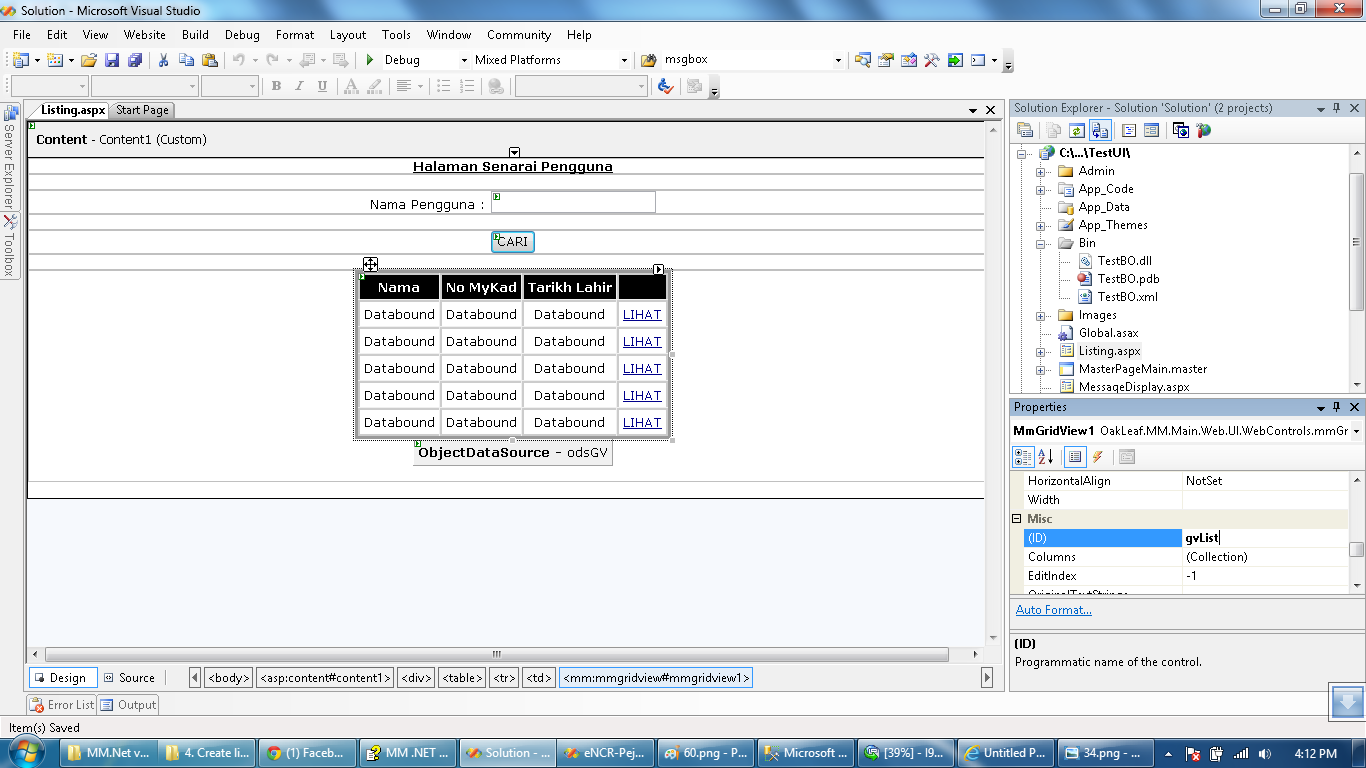 Solution - Microsoft Visual Studio
File Edit View Website Build Debug Format Layout Tools Window Community Help
Debug Mixed Platforms msgbox
Listing.aspx Start Page
Server Explorer
Toolbox
Content - Content1 (Custom)
Halaman Senarai Pengguna
Nama Pengguna :
CARI
Nama No MyKad Tarikh Lahir
Databound Databound Databound LIHAT
Databound Databound Databound LIHAT
Databound Databound Databound LIHAT
Databound Databound Databound LIHAT
Databound Databound Databound LIHAT
ObjectDataSource - odsGV
Design Source <body> <asp:content#content1> <div> <table> <tr> <td> <mm:mmgridview#mmgridview1>
Error List Output
Item(s) Saved
Solution Explorer - Solution 'Solution' (2 projects)
C:\...\TestUI\
Admin
App_Code
App_Data
App_Themes
Bin
TestBO.dll
TestBO.pdb
TestBO.xml
Images
Global.asax
Listing.aspx
MasterPageMain.master
MessageDisplay.aspx
Properties
MmGridView1 OakLeaf.MM.Main.Web.UI.WebControls.mmGr
HorizontalAlign NotSet
Width
Misc
(ID) gvList
Columns (Collection)
EditIndex -1
OriginalTextStrings
Auto Format...
(ID)
Programmatic name of the control.
MM.Net v... 4. Create li... (1) Faceb... MM .NET ... Solution - ... eNCR-Pej... 60.png - P... Microsoft ... [39%] - I9... Untitled P... 34.png - ... 4:12 PM